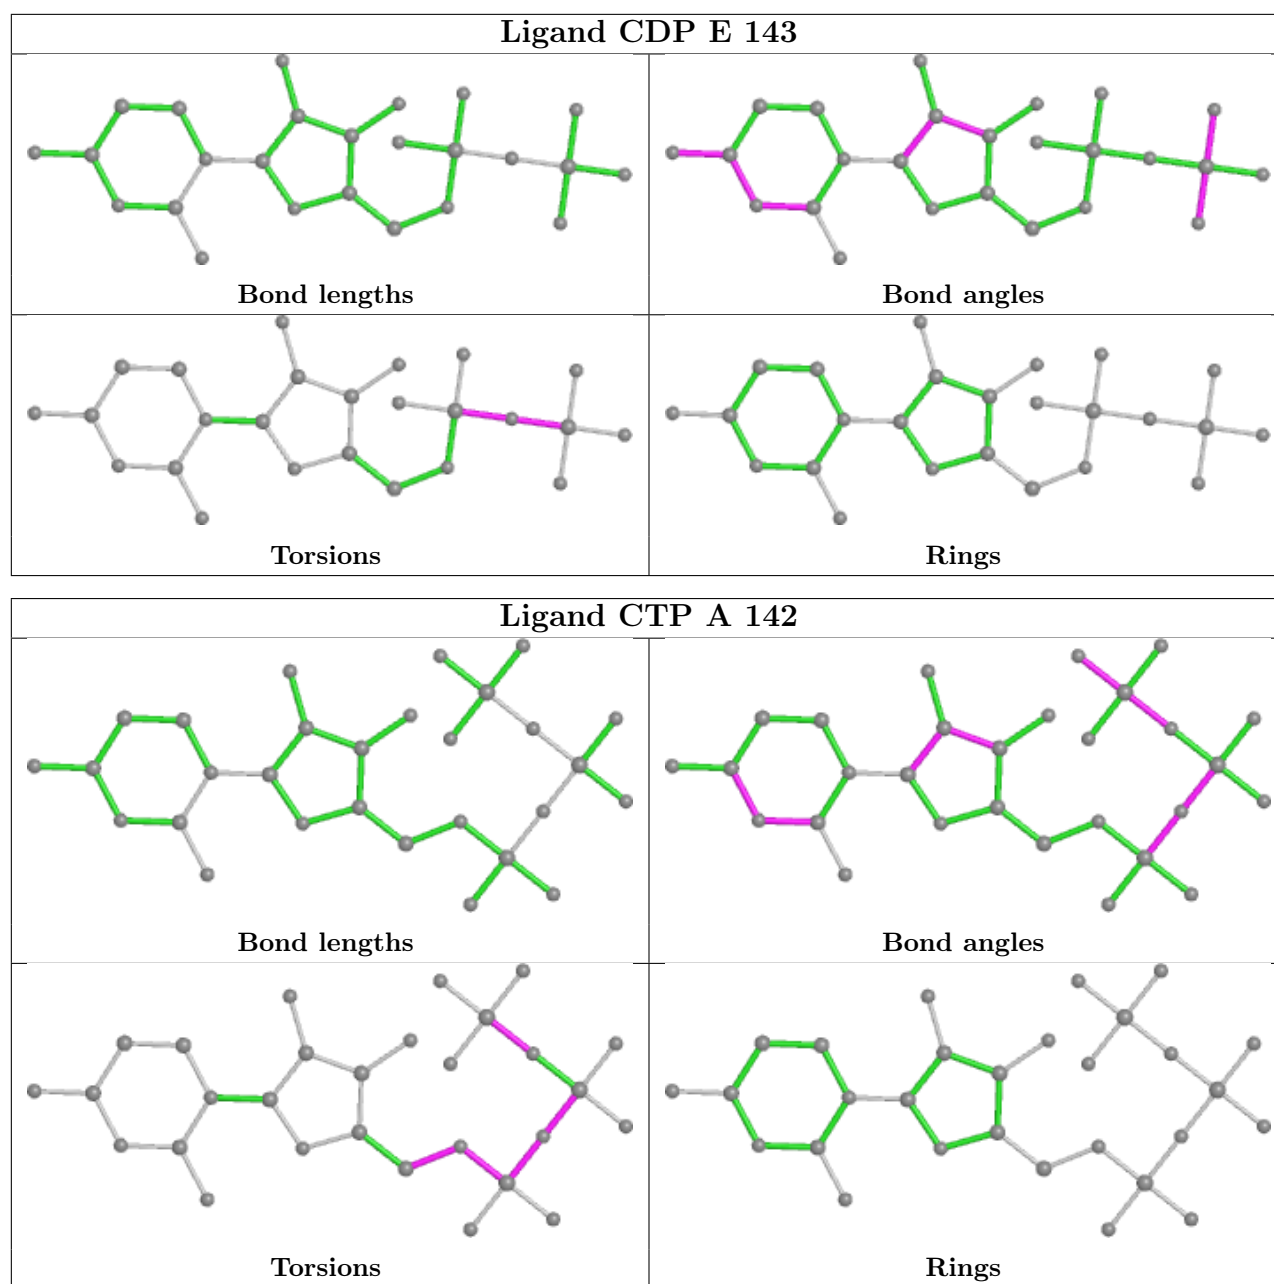 Ligand CDP E 143
Bond lengths
Bond angles
Torsions
Rings
Ligand CTP A 142
Bond lengths
Bond angles
Torsions
Rings